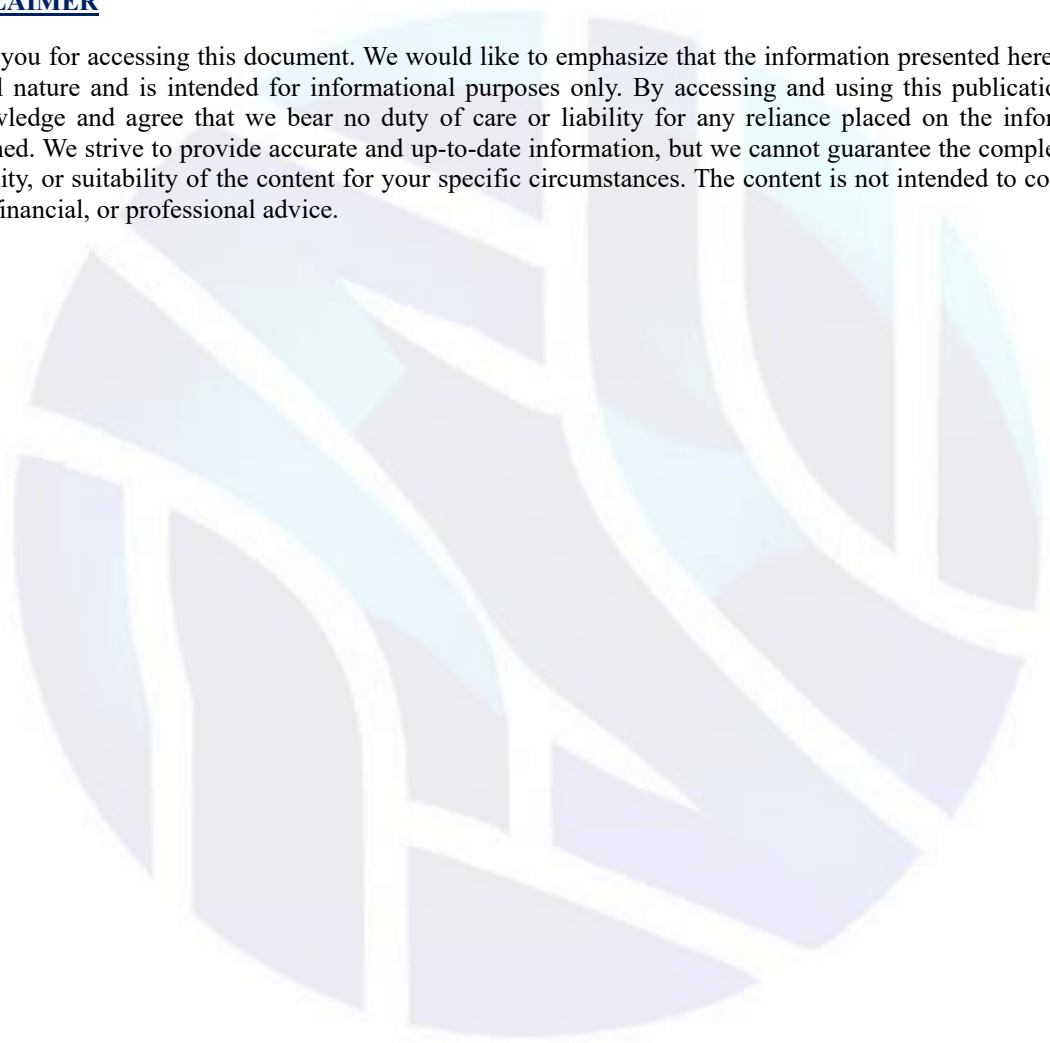 LAIMER
you for accessing this document. We would like to emphasize that the information presented here
l nature and is intended for informational purposes only. By accessing and using this publicatio
wledge and agree that we bear no duty of care or liability for any reliance placed on the infor
ned. We strive to provide accurate and up-to-date information, but we cannot guarantee the comple
ity, or suitability of the content for your specific circumstances. The content is not intended to co
financial, or professional advice.